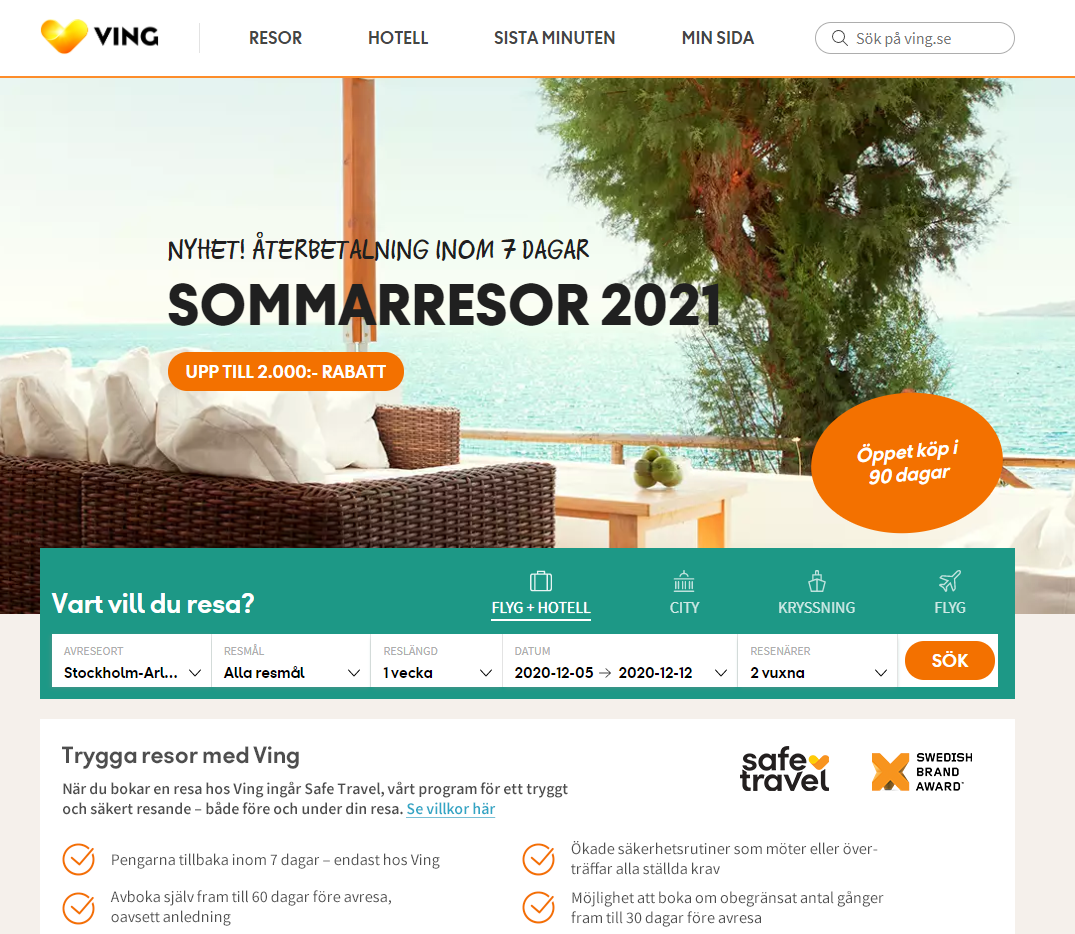 VING
RESOR
HOTELL
SISTA MINUTEN
MIN SIDA
Sök på ving.se
NYHET! ÅTERBETALNING INOM 7 DAGAR
SOMMARRESOR 2021
UPP TILL 2.000:- RABATT
Öppet köp i
90 dagar
Vart vill du resa?
FLYG + HOTELL
CITY
KRYSSNING
FLYG
AVRESEORT
Stockholm-Arl...
RESMÅL
Alla resmål
RESLÄNGD
1 vecka
DATUM
2020-12-05 → 2020-12-12
RESENÄRER
2 vuxna
SÖK
Trygga resor med Ving
När du bokar en resa hos Ving ingår Safe Travel, vårt program för ett tryggt
och säkert resande – både före och under din resa. Se villkor här
safe
travel
SWEDISH
BRAND
AWARD
Pengarna tillbaka inom 7 dagar – endast hos Ving
Avboka själv fram till 60 dagar före avresa,
oavsett anledning
Ökade säkerhetsrutiner som möter eller över-
träffar alla ställda krav
Möjlighet att boka om obegränsat antal gånger
fram till 30 dagar före avresa